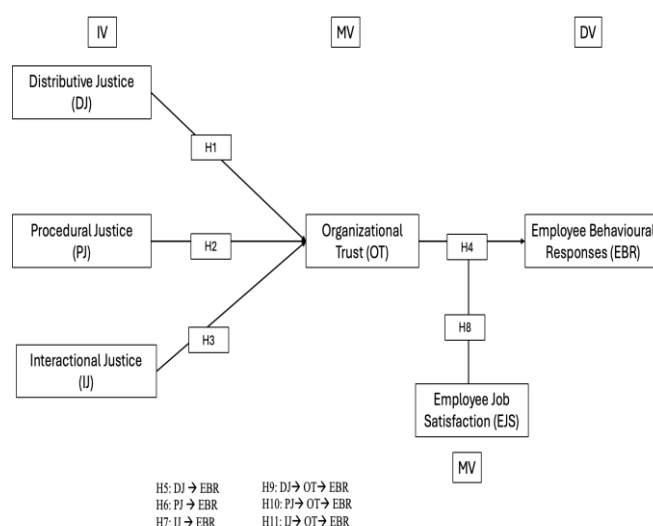 IV
MV
DV
Distributive Justice
(DJ)
H1
Procedural Justice
(PJ)
H2
Organizational
Trust (OT)
H4
Employee Behavioural
Responses (EBR)
H3
Interactional Justice
(IJ)
H8
Employee Job
Satisfaction (EJS)
MV
H5: DJ → EBR
H6: PJ → EBR
H7: IJ → EBR
H9: DJ→ OT→ EBR
H10: PJ→ OT→ EBR
H11: IJ→ OT→ EBR